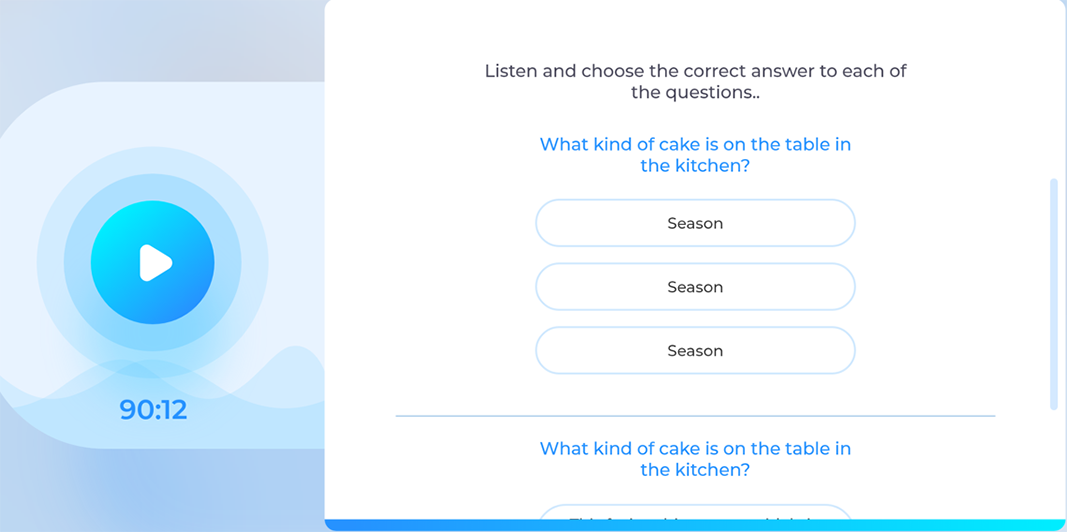 Listen and choose the correct answer to each of
the questions..
What kind of cake is on the table in
the kitchen?
Season
Season
Season
90:12
What kind of cake is on the table in
the kitchen?